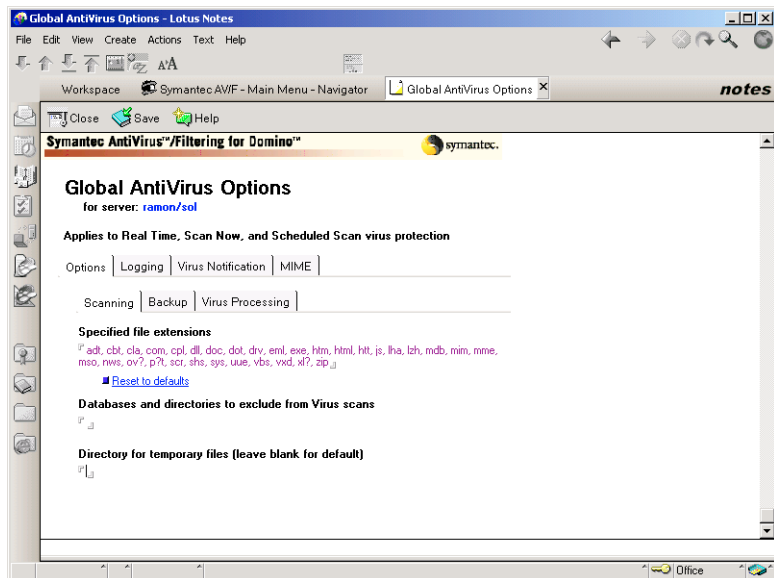 Global AntiVirus Options - Lotus Notes
File Edit View Create Actions Text Help
Workspace Symantec AV/F - Main Menu - Navigator Global AntiVirus Options notes
Close Save Help
Symantec AntiVirus™/Filtering for Domino™ symantec.
Global AntiVirus Options
for server: ramon/sol
Applies to Real Time, Scan Now, and Scheduled Scan virus protection
Options Logging Virus Notification MIME
Scanning Backup Virus Processing
Specified file extensions
adt, cbt, cla, com, cpl, dll, doc, dot, drv, eml, exe, htm, html, htt, js, lha, lzh, mdb, mim, mme,
mso, nws, ov?, p?t, scr, shs, sys, uue, vbs, vxd, xl?, zip
Reset to defaults
Databases and directories to exclude from Virus scans
Directory for temporary files (leave blank for default)
Office